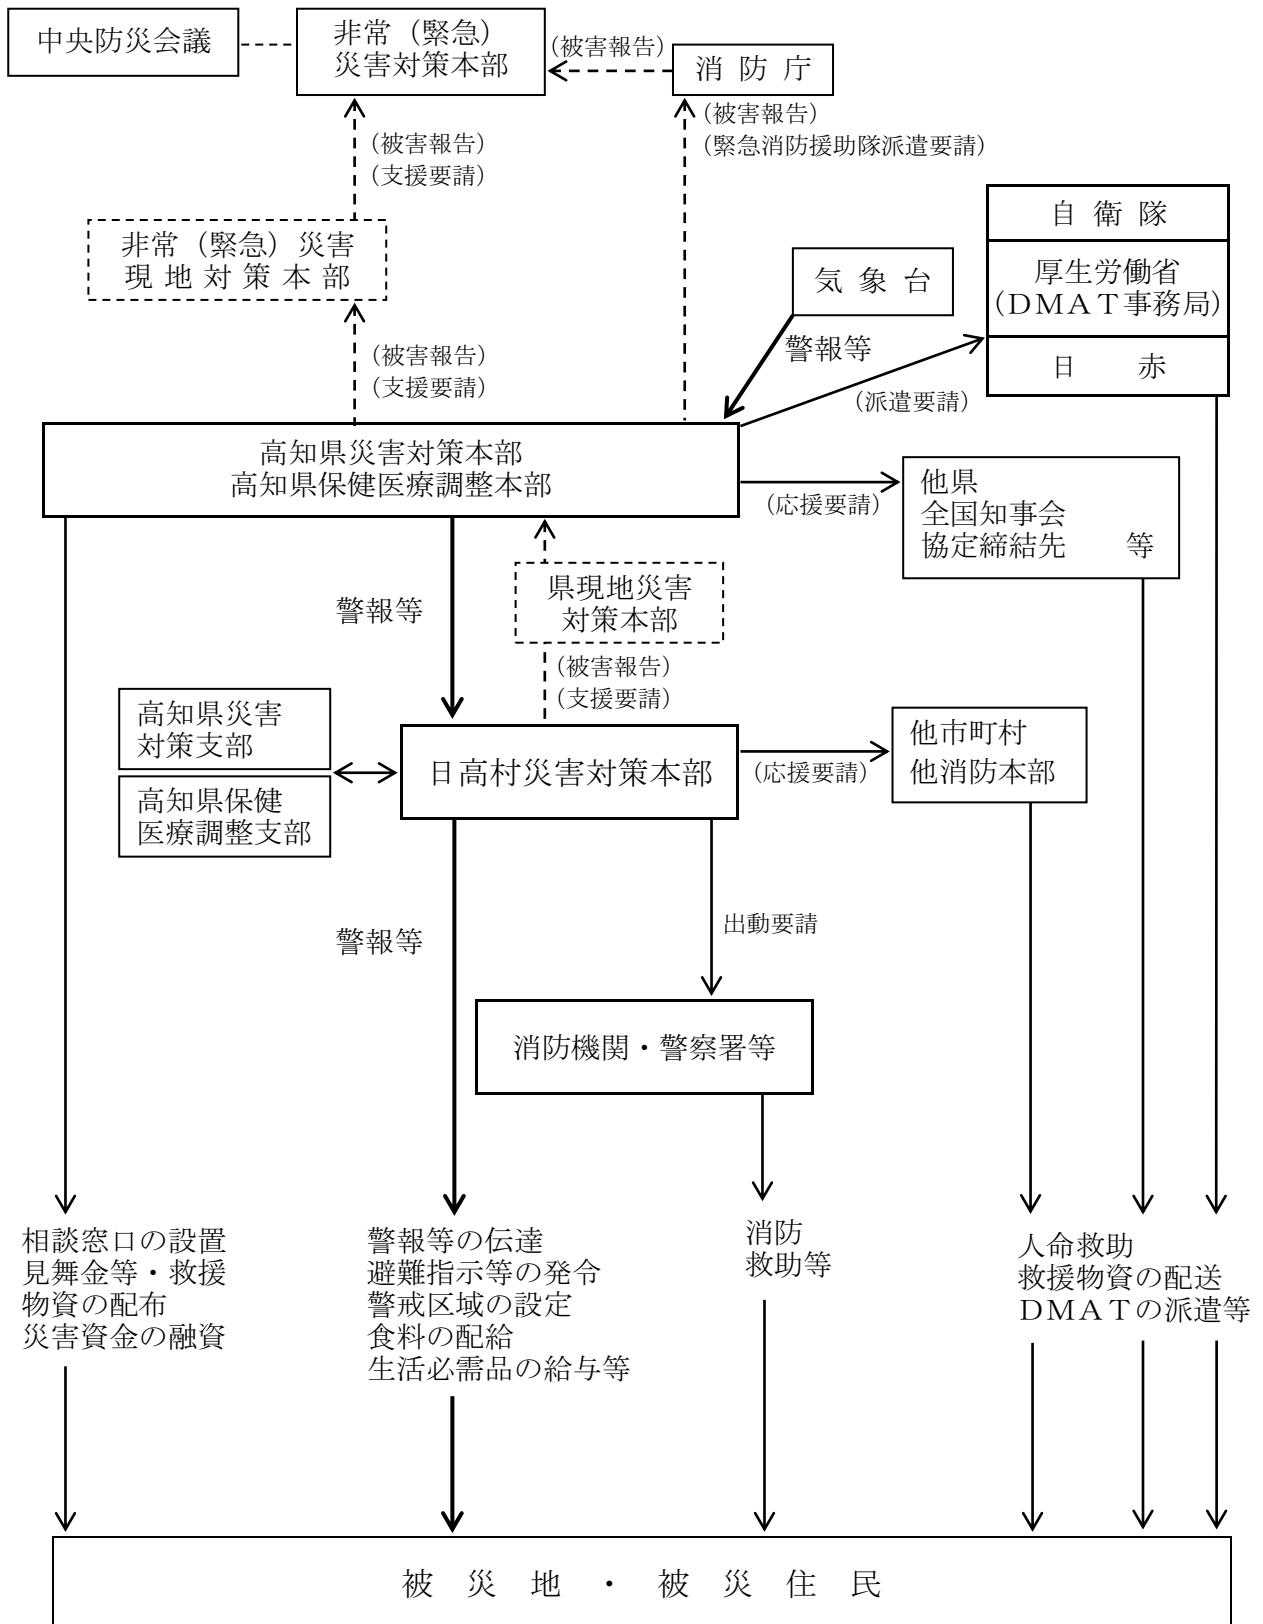 中央防災会議
非常（緊急）
災害対策本部
（被害報告）
消 防 庁
（被害報告）
（緊急消防援助隊派遣要請）
（被害報告）
（支援要請）
自 衛 隊
厚生労働省
（ＤＭＡＴ事務局）
日 赤
非常（緊急）災害
現 地 対 策 本 部
気 象 台
警報等
（被害報告）
（支援要請）
（派遣要請）
高知県災害対策本部
高知県保健医療調整本部
（応援要請）
他県
全国知事会
協定締結先 等
警報等
県現地災害
対策本部
（被害報告）
（支援要請）
高知県災害
対策支部
高知県保健
医療調整支部
日高村災害対策本部
（応援要請）
他市町村
他消防本部
警報等
出動要請
消防機関・警察署等
相談窓口の設置
見舞金等・救援
物資の配布
災害資金の融資
警報等の伝達
避難指示等の発令
警戒区域の設定
食料の配給
生活必需品の給与等
消防
救助等
人命救助
救援物資の配送
ＤＭＡＴの派遣等
被 災 地 ・ 被 災 住 民